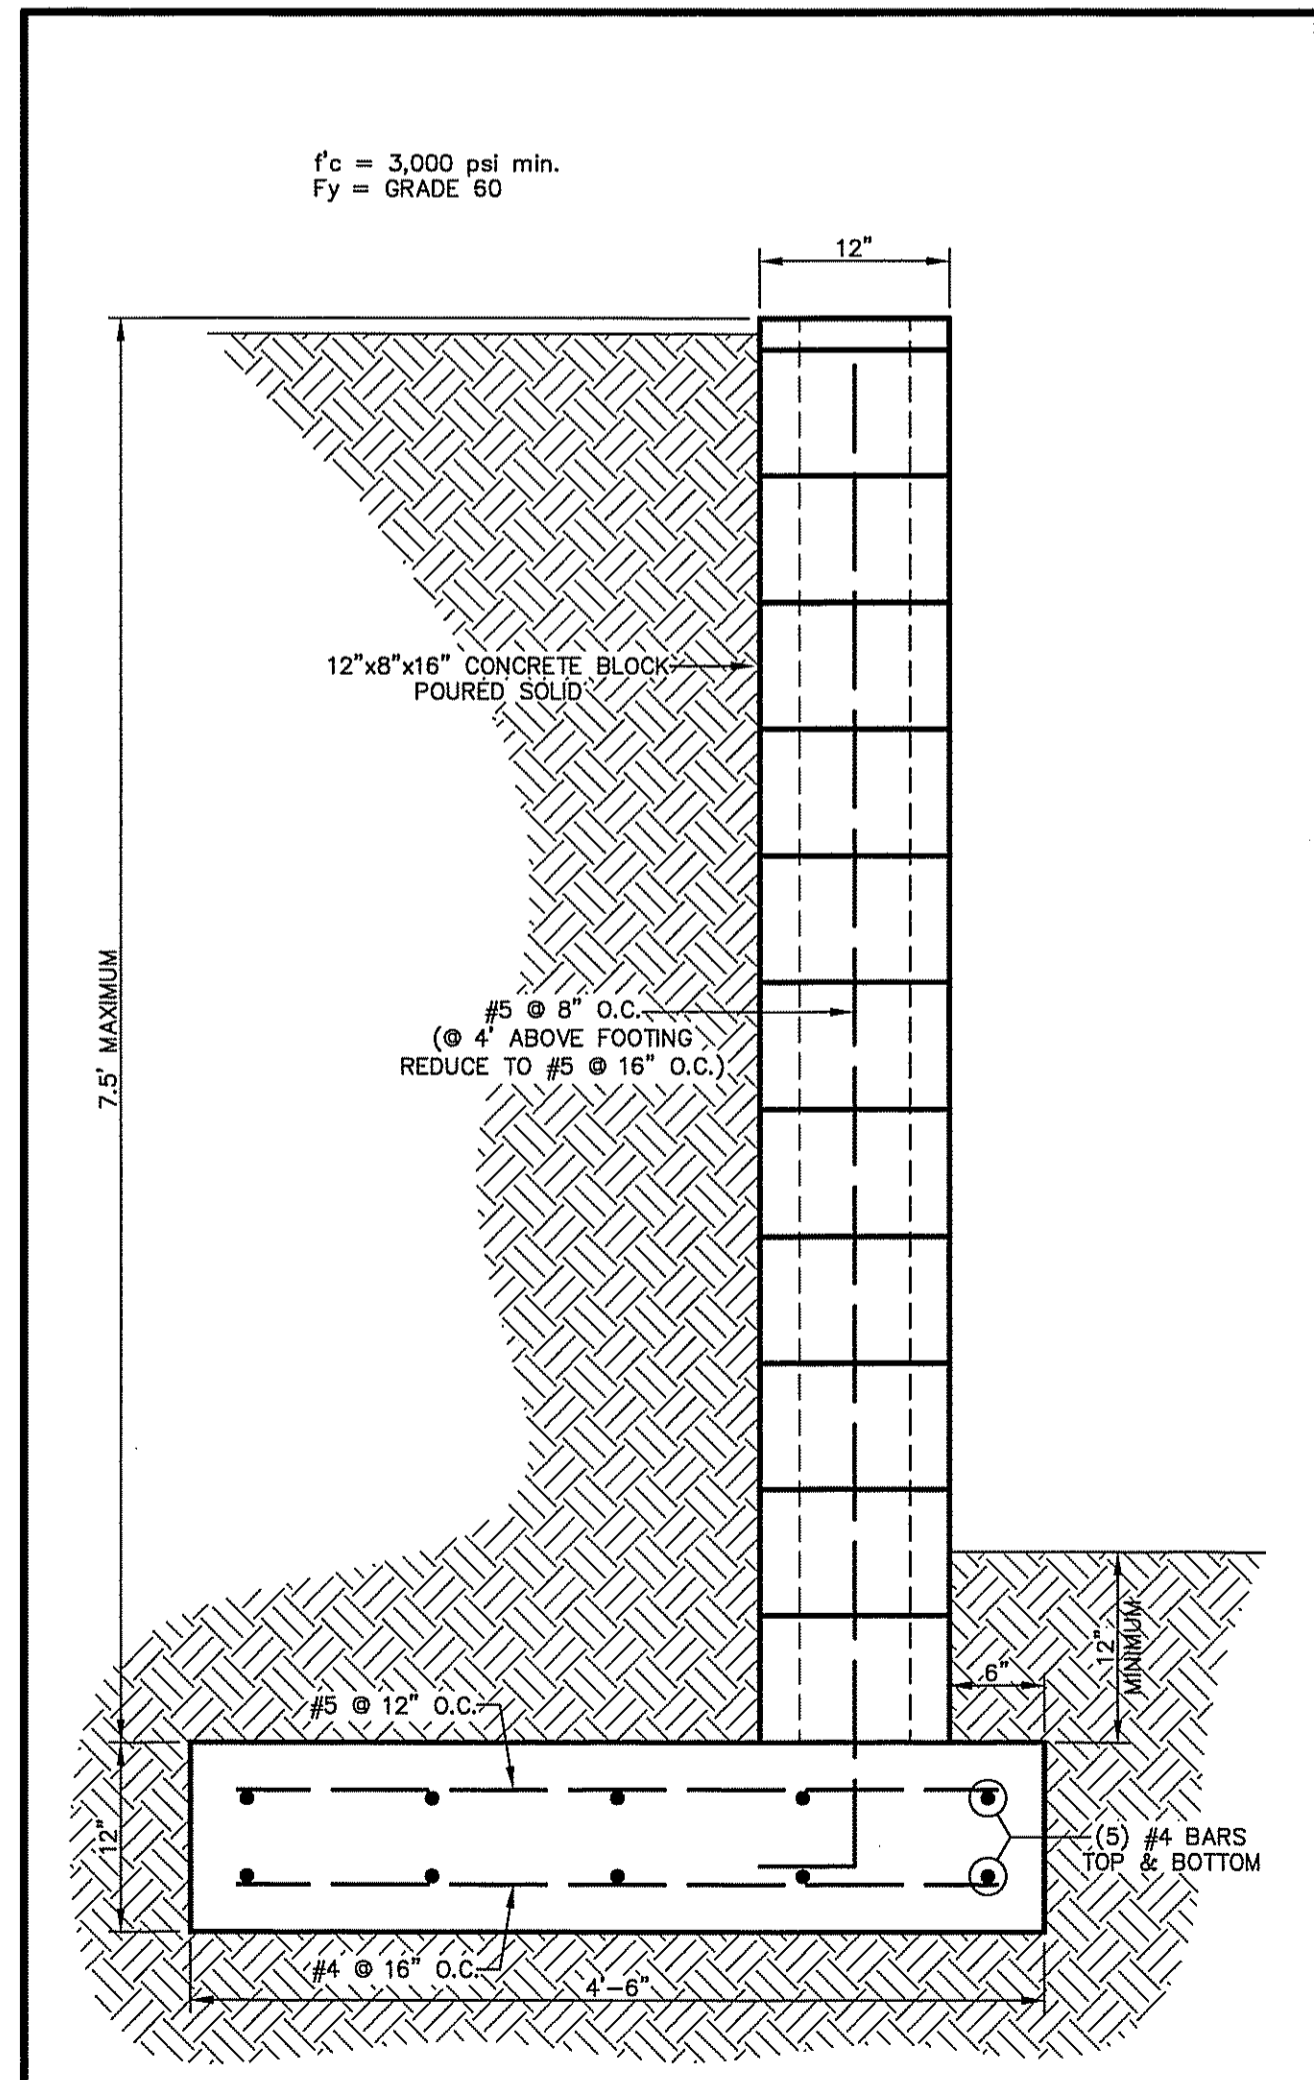 f'c = 3,000 psi min.
Fy = GRADE 60
12"
12"x8"x16" CONCRETE BLOCK
POURED SOLID
7.5' MAXIMUM
#5 @ 8" O.C.
(@ 4' ABOVE FOOTING
REDUCE TO #5 @ 16" O.C.)
12"
MINIMUM
6"
#5 @ 12" O.C.
12"
(5) #4 BARS
TOP & BOTTOM
#4 @ 16" O.C.
4'-6"